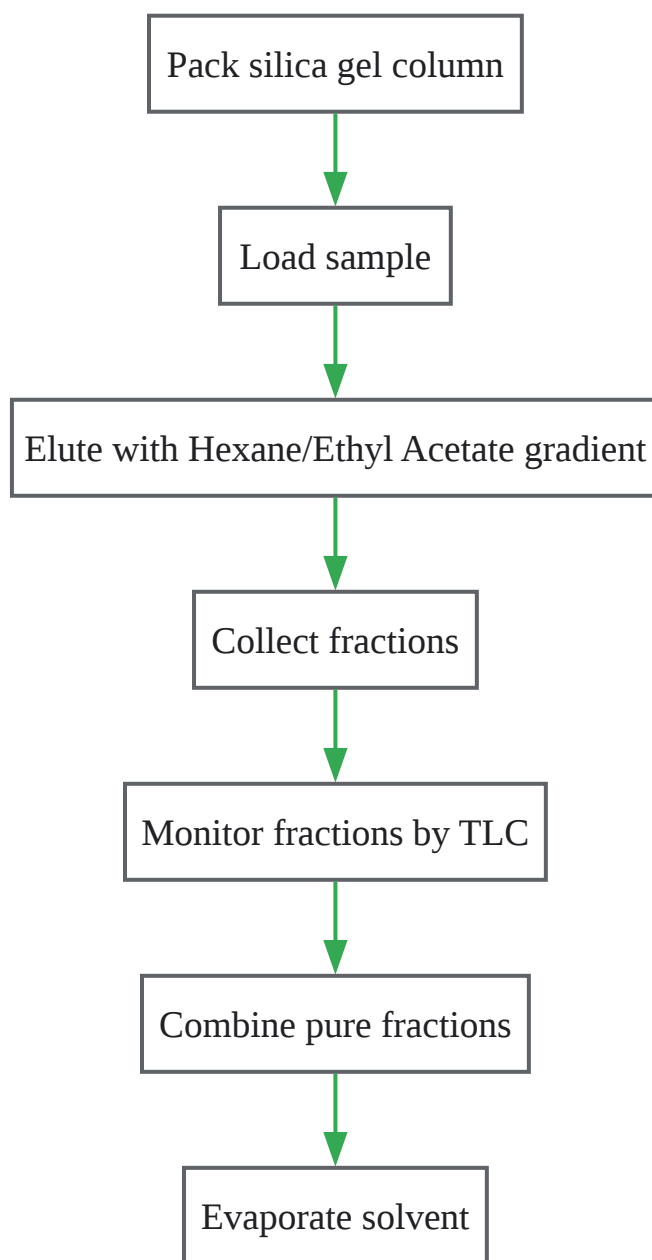 Pack silica gel column
Load sample
Elute with Hexane/Ethyl Acetate gradient
Collect fractions
Monitor fractions by TLC
Combine pure fractions
Evaporate solvent